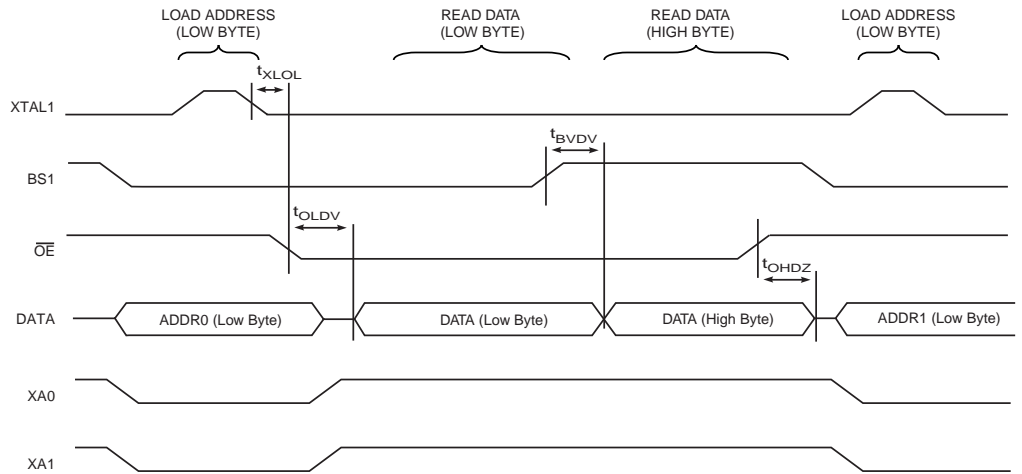 LOAD ADDRESS
(LOW BYTE)
READ DATA
(LOW BYTE)
READ DATA
(HIGH BYTE)
LOAD ADDRESS
(LOW BYTE)
tXLOL
XTAL1
tBVDV
BS1
tOLDV
OE
tOHDZ
DATA
ADDR0 (Low Byte)
DATA (Low Byte)
DATA (High Byte)
ADDR1 (Low Byte)
XA0
XA1